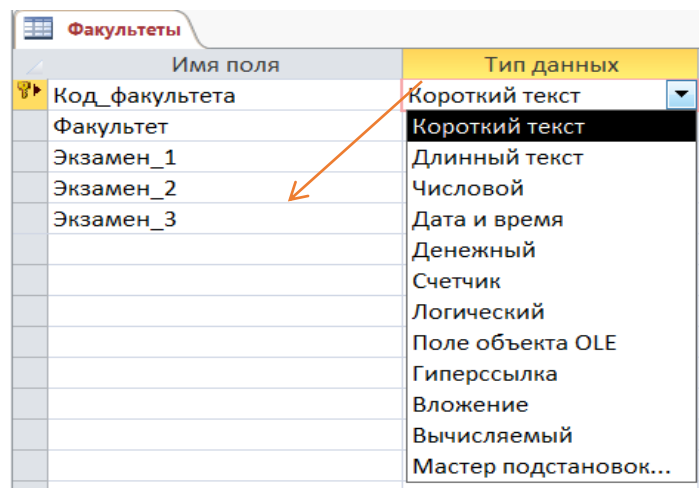 Факультеты
Имя поля Тип данных
Код_факультета Короткий текст
Факультет Короткий текст
Экзамен_1 Длинный текст
Экзамен_2 Числовой
Экзамен_3 Дата и время
Денежный
Счетчик
Логический
Поле объекта OLE
Гиперссылка
Вложение
Вычисляемый
Мастер подстановок...